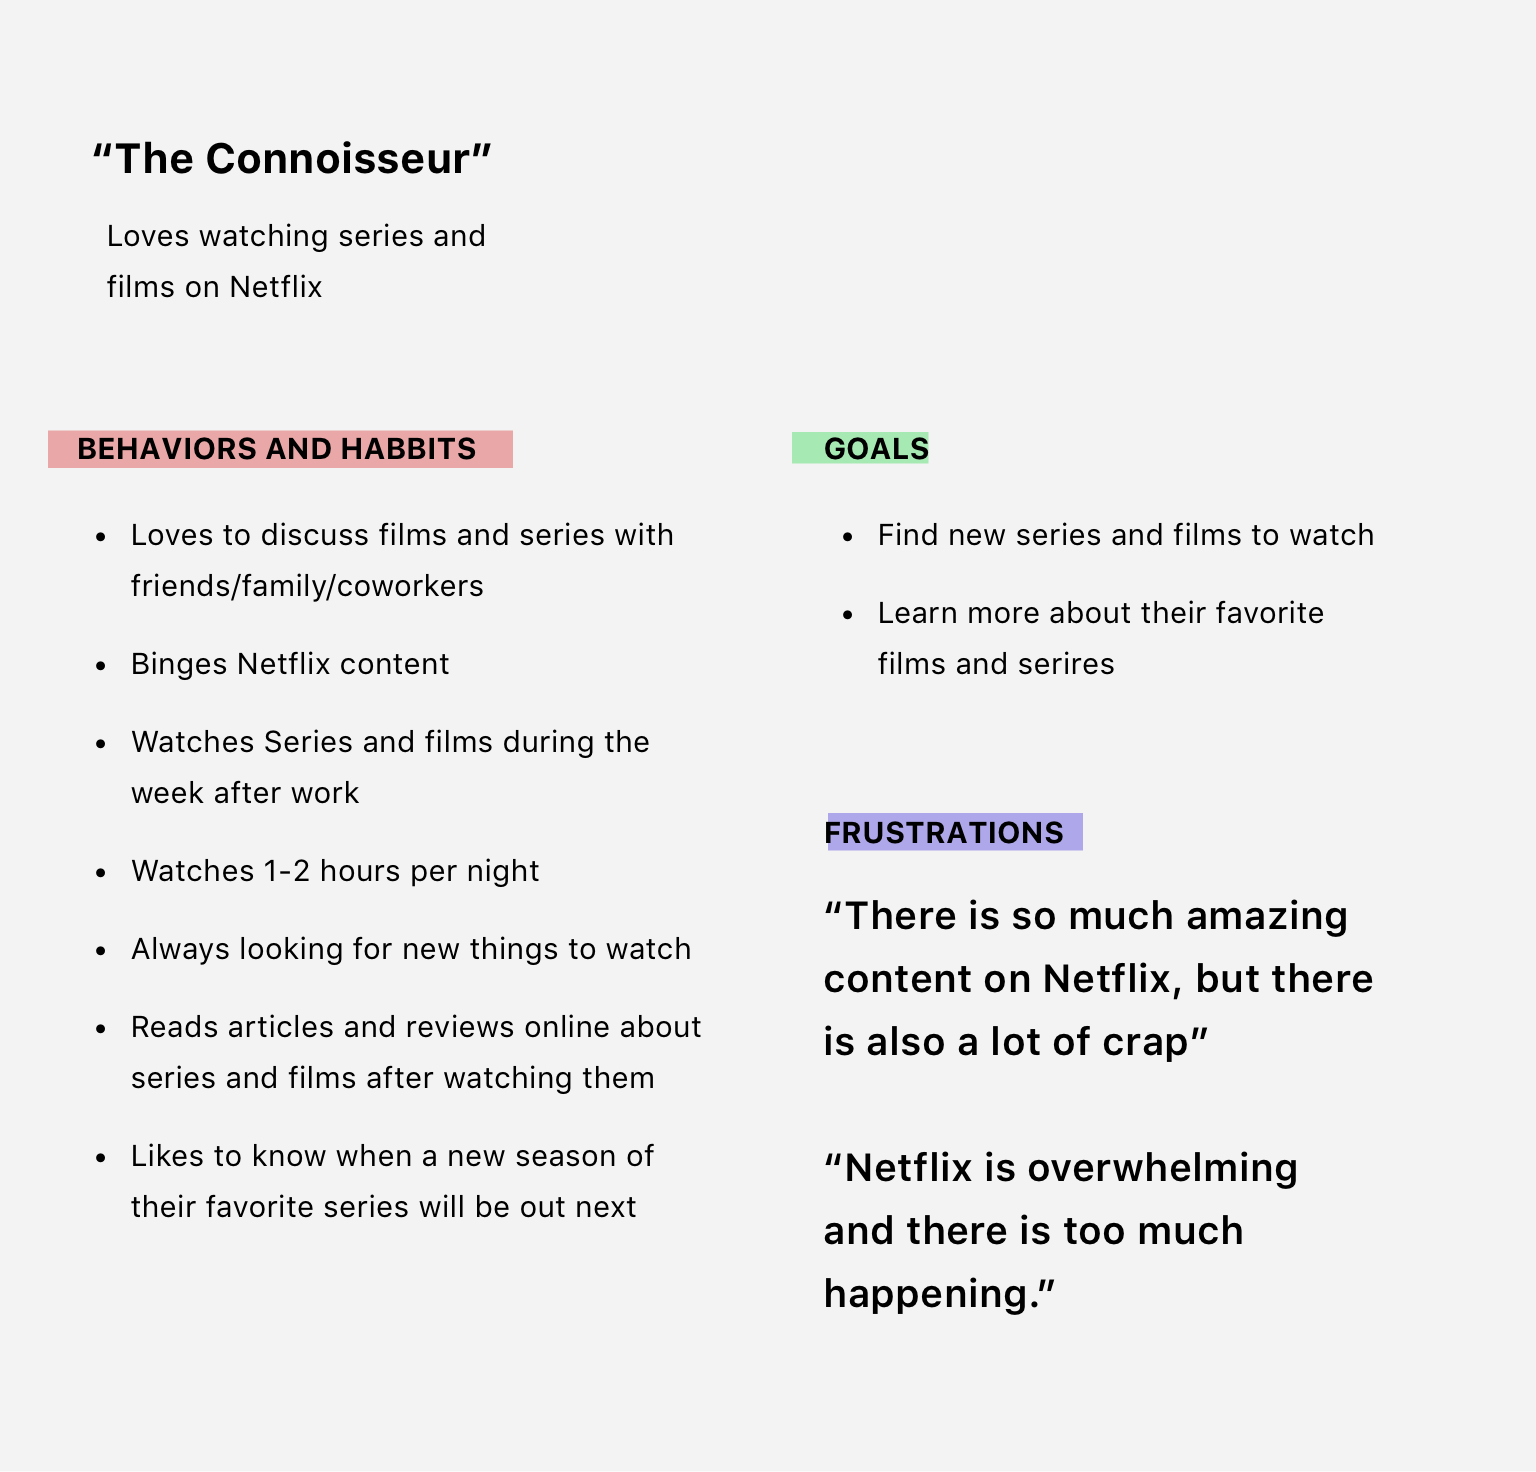 “The Connoisseur”
Loves watching series and
films on Netflix
BEHAVIORS AND HABBITS
• Loves to discuss films and series with
friends/family/coworkers
• Binges Netflix content
• Watches Series and films during the
week after work
• Watches 1-2 hours per night
• Always looking for new things to watch
• Reads articles and reviews online about
series and films after watching them
• Likes to know when a new season of
their favorite series will be out next
GOALS
• Find new series and films to watch
• Learn more about their favorite
films and serires
FRUSTRATIONS
“There is so much amazing
content on Netflix, but there
is also a lot of crap”
“Netflix is overwhelming
and there is too much
happening.”